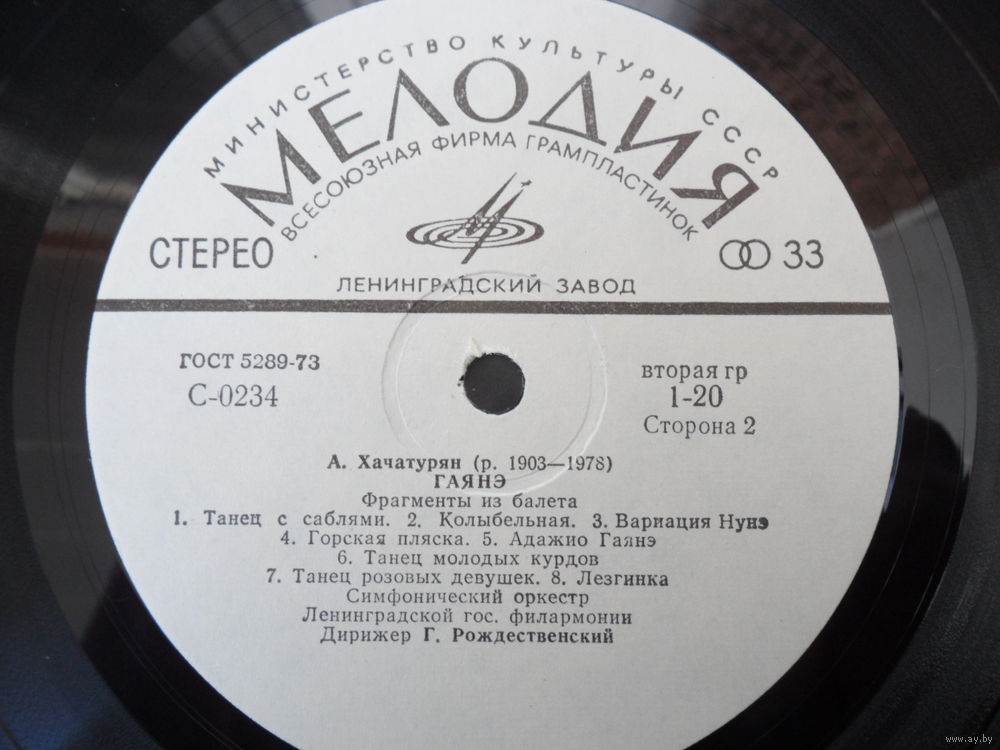 МИНИСТЕРСТВО КУЛЬТУРЫ СССР
МЕЛОДИЯ
ВСЕСОЮЗНАЯ ФИРМА ГРАМПЛАСТИНОК
СТЕРЕО
33
ЛЕНИНГРАДСКИЙ ЗАВОД
ГОСТ 5289-73
С-0234
вторая гр
1-20
Сторона 2
А. Хачатурян (р. 1903—1978)
ГАЯНЭ
Фрагменты из балета
1. Танец с саблями. 2. Колыбельная. 3. Вариация Нунэ
4. Горская пляска. 5. Адажио Гаянэ
6. Танец молодых курдов
7. Танец розовых девушек. 8. Лезгинка
Симфонический оркестр
Ленинградской гос. филармонии
Дирижер Г. Рождественский
www.ay.by